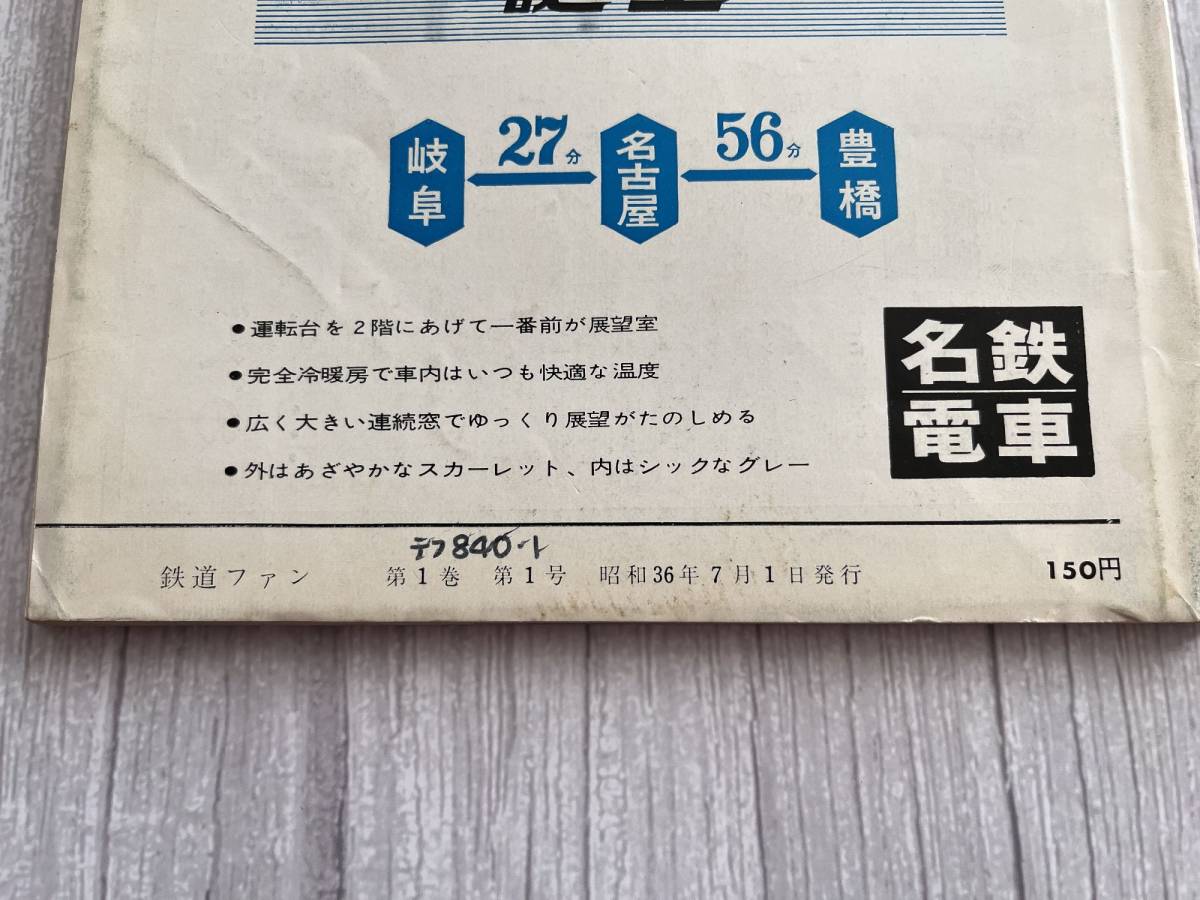 誕生
岐阜 27分 名古屋 56分 豊橋
●運転台を2階にあげて一番前が展望室
●完全冷暖房で車内はいつも快適な温度
●広く大きい連続窓でゆっくり展望がたのしめる
●外はあざやかなスカーレット、内はシックなグレー
名鉄
電車
テフ840-1
鉄道ファン 第1巻 第1号 昭和36年7月1日発行 150円